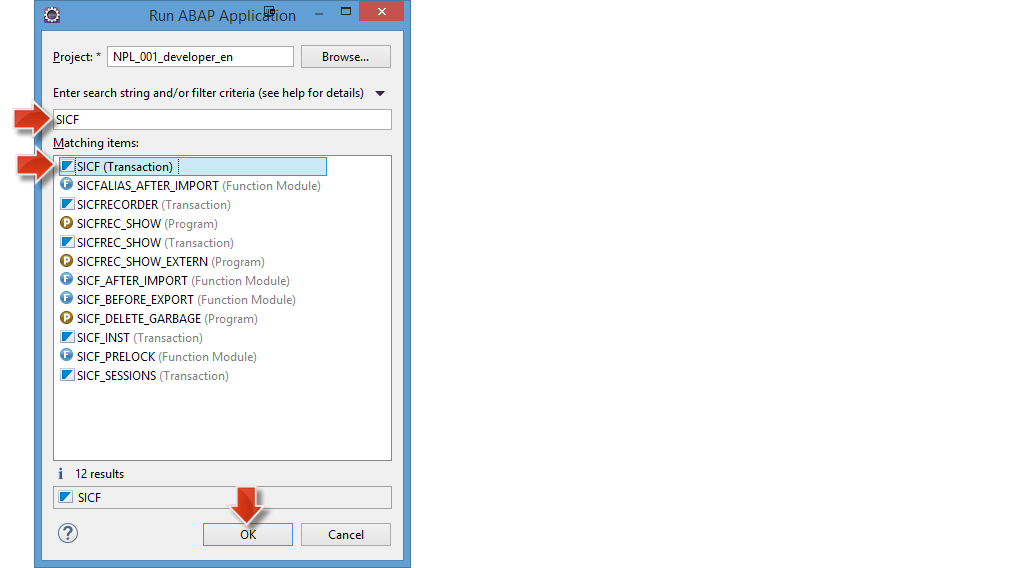 Run ABAP Application
Project: * NPL_001_developer_en Browse...
Enter search string and/or filter criteria (see help for details)
SICF
Matching items:
SICF (Transaction)
F SICFALIAS_AFTER_IMPORT (Function Module)
SICFRECORDER (Transaction)
P SICFREC_SHOW (Program)
SICFREC_SHOW (Transaction)
P SICFREC_SHOW_EXTERN (Program)
F SICF_AFTER_IMPORT (Function Module)
F SICF_BEFORE_EXPORT (Function Module)
P SICF_DELETE_GARBAGE (Program)
SICF_INST (Transaction)
F SICF_PRELOCK (Function Module)
SICF_SESSIONS (Transaction)
i 12 results
SICF
? OK Cancel